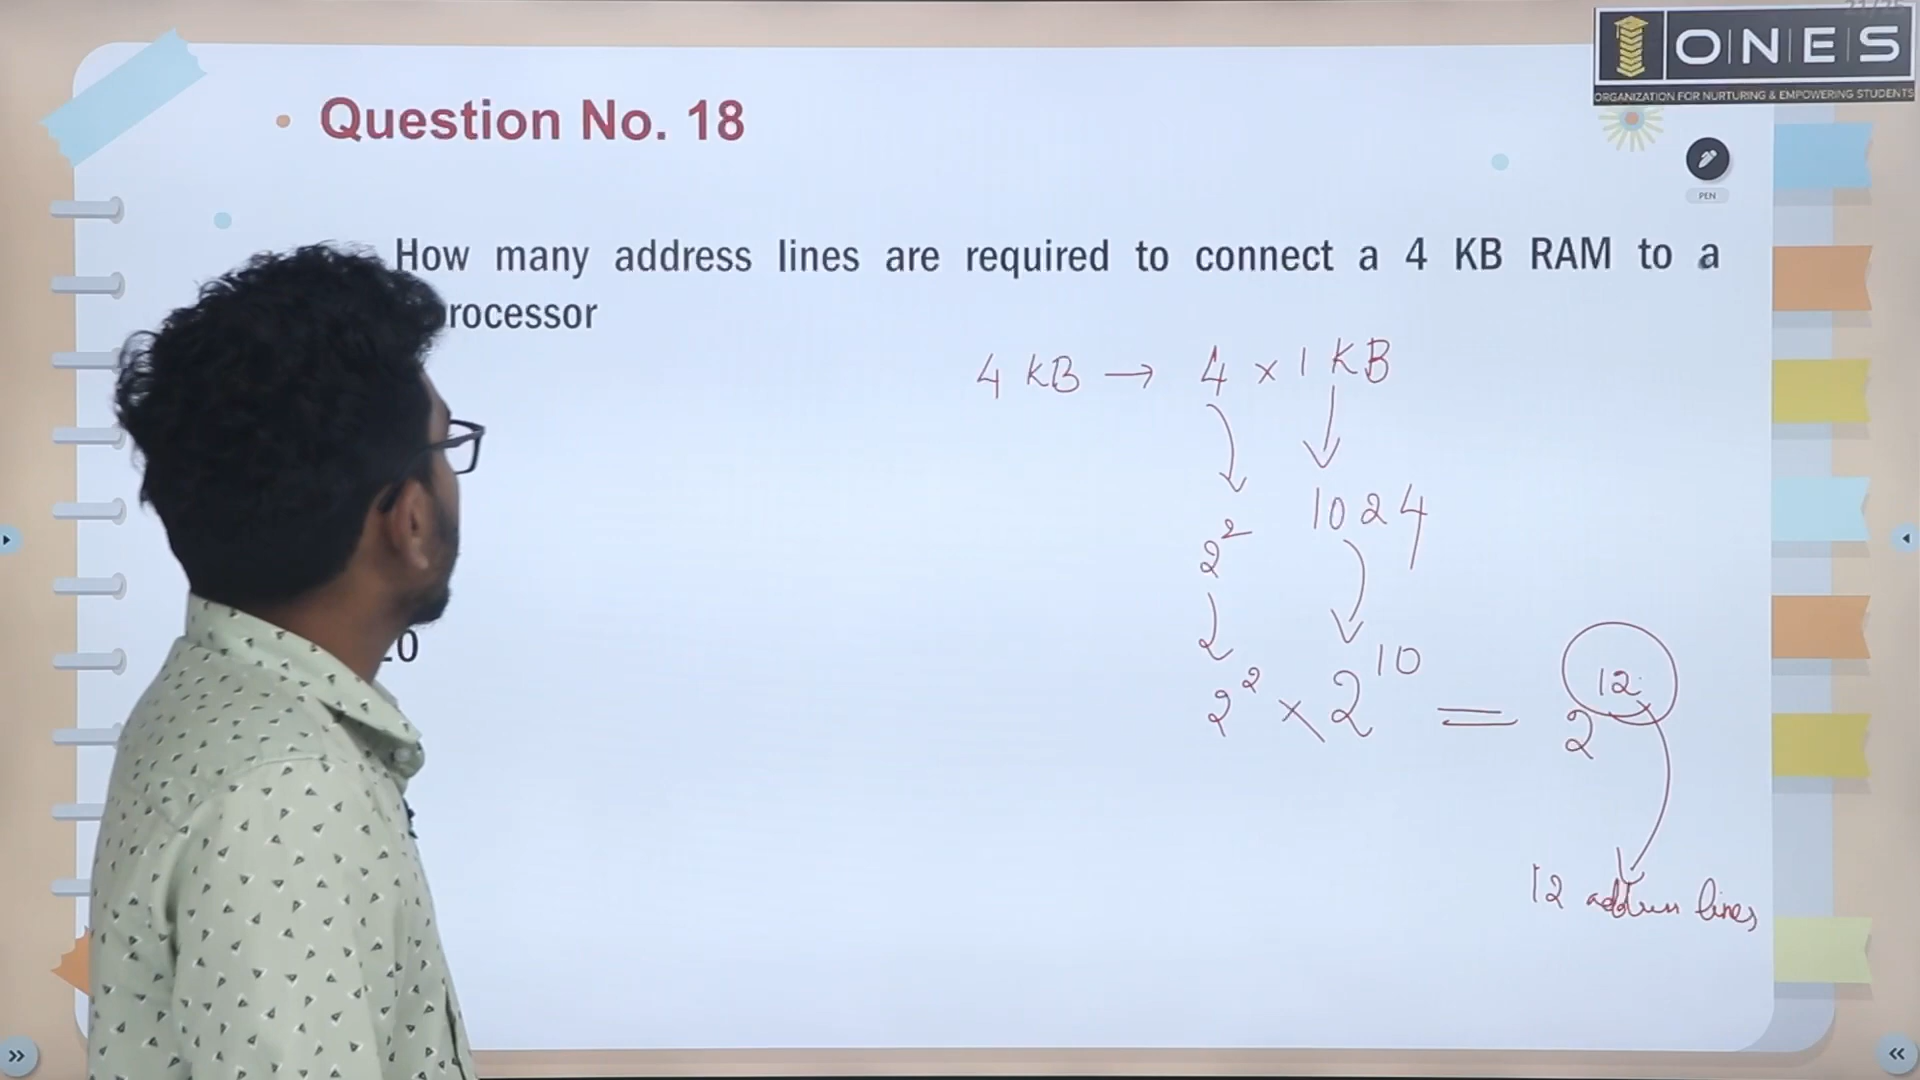 ONES
ORGANIZATION FOR NURTURING & EMPOWERING STUDENTS
• Question No. 18
PEN
How many address lines are required to connect a 4 KB RAM to a
rocessor
4 KB → 4 × 1 KB
1024
2²
10
2² × 2¹⁰ = 2¹²
12 address lines